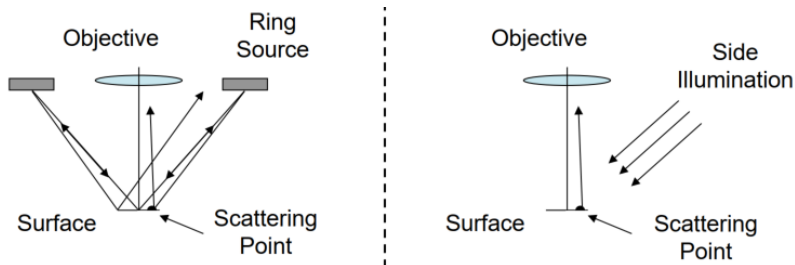 Objective
Ring
Source
Surface
Scattering
Point
Objective
Side
Illumination
Surface
Scattering
Point